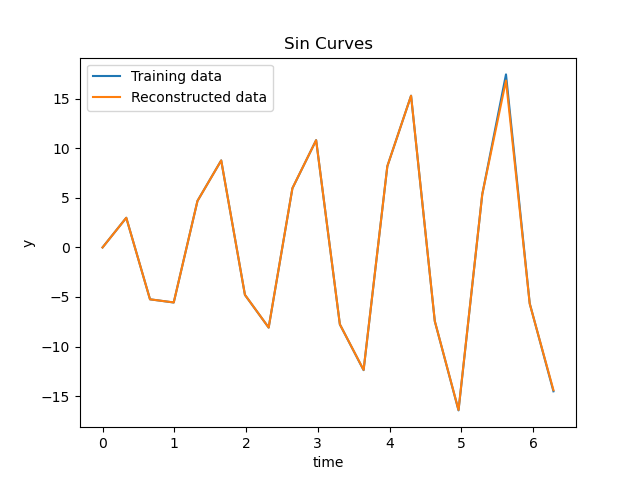 Sin Curves
Training data
Reconstructed data
15
10
5
0
−5
−10
−15
y
0 1 2 3 4 5 6
time